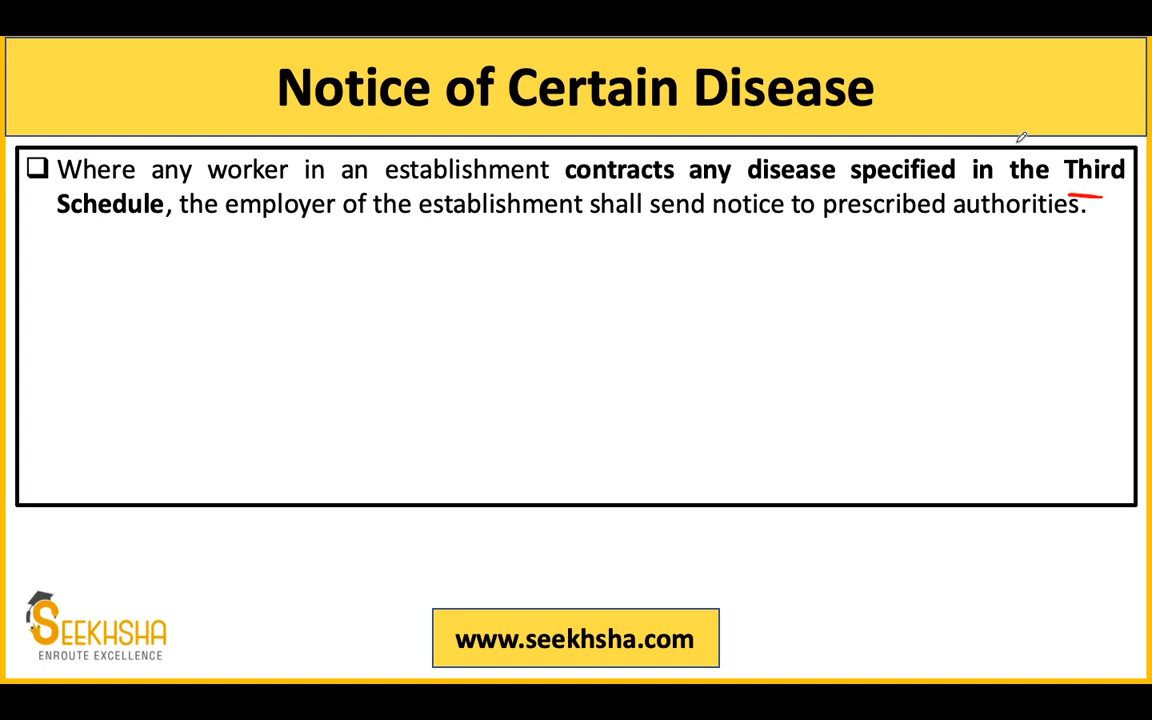 Notice of Certain Disease
❑ Where any worker in an establishment contracts any disease specified in the Third
Schedule, the employer of the establishment shall send notice to prescribed authorities.
SEEKHSHA
ENROUTE EXCELLENCE
www.seekhsha.com